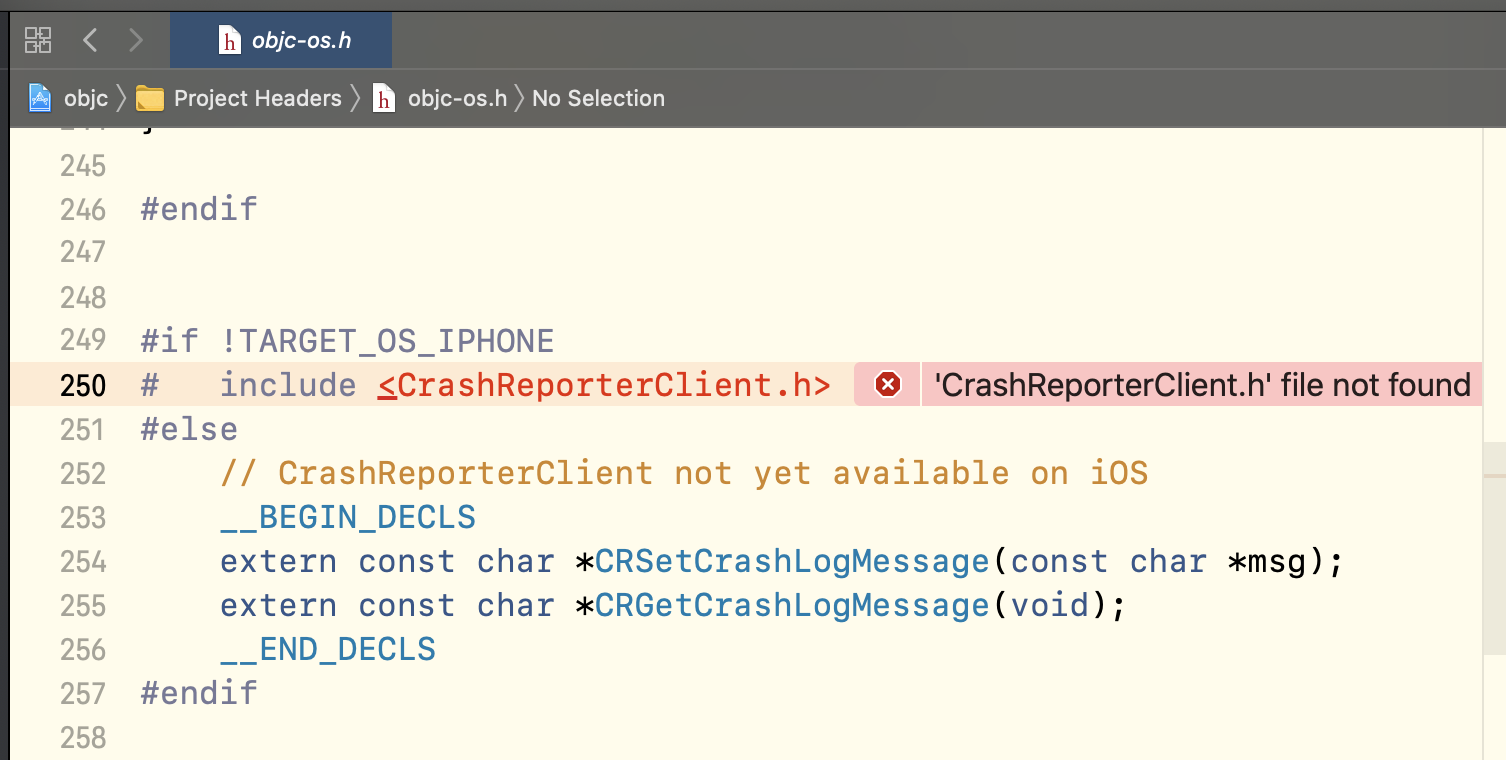 objc-os.h
objc Project Headers objc-os.h No Selection
245
246 #endif
247
248
249 #if !TARGET_OS_IPHONE
250 #   include <CrashReporterClient.h> 'CrashReporterClient.h' file not found
251 #else
252     // CrashReporterClient not yet available on iOS
253     __BEGIN_DECLS
254     extern const char *CRSetCrashLogMessage(const char *msg);
255     extern const char *CRGetCrashLogMessage(void);
256     __END_DECLS
257 #endif
258